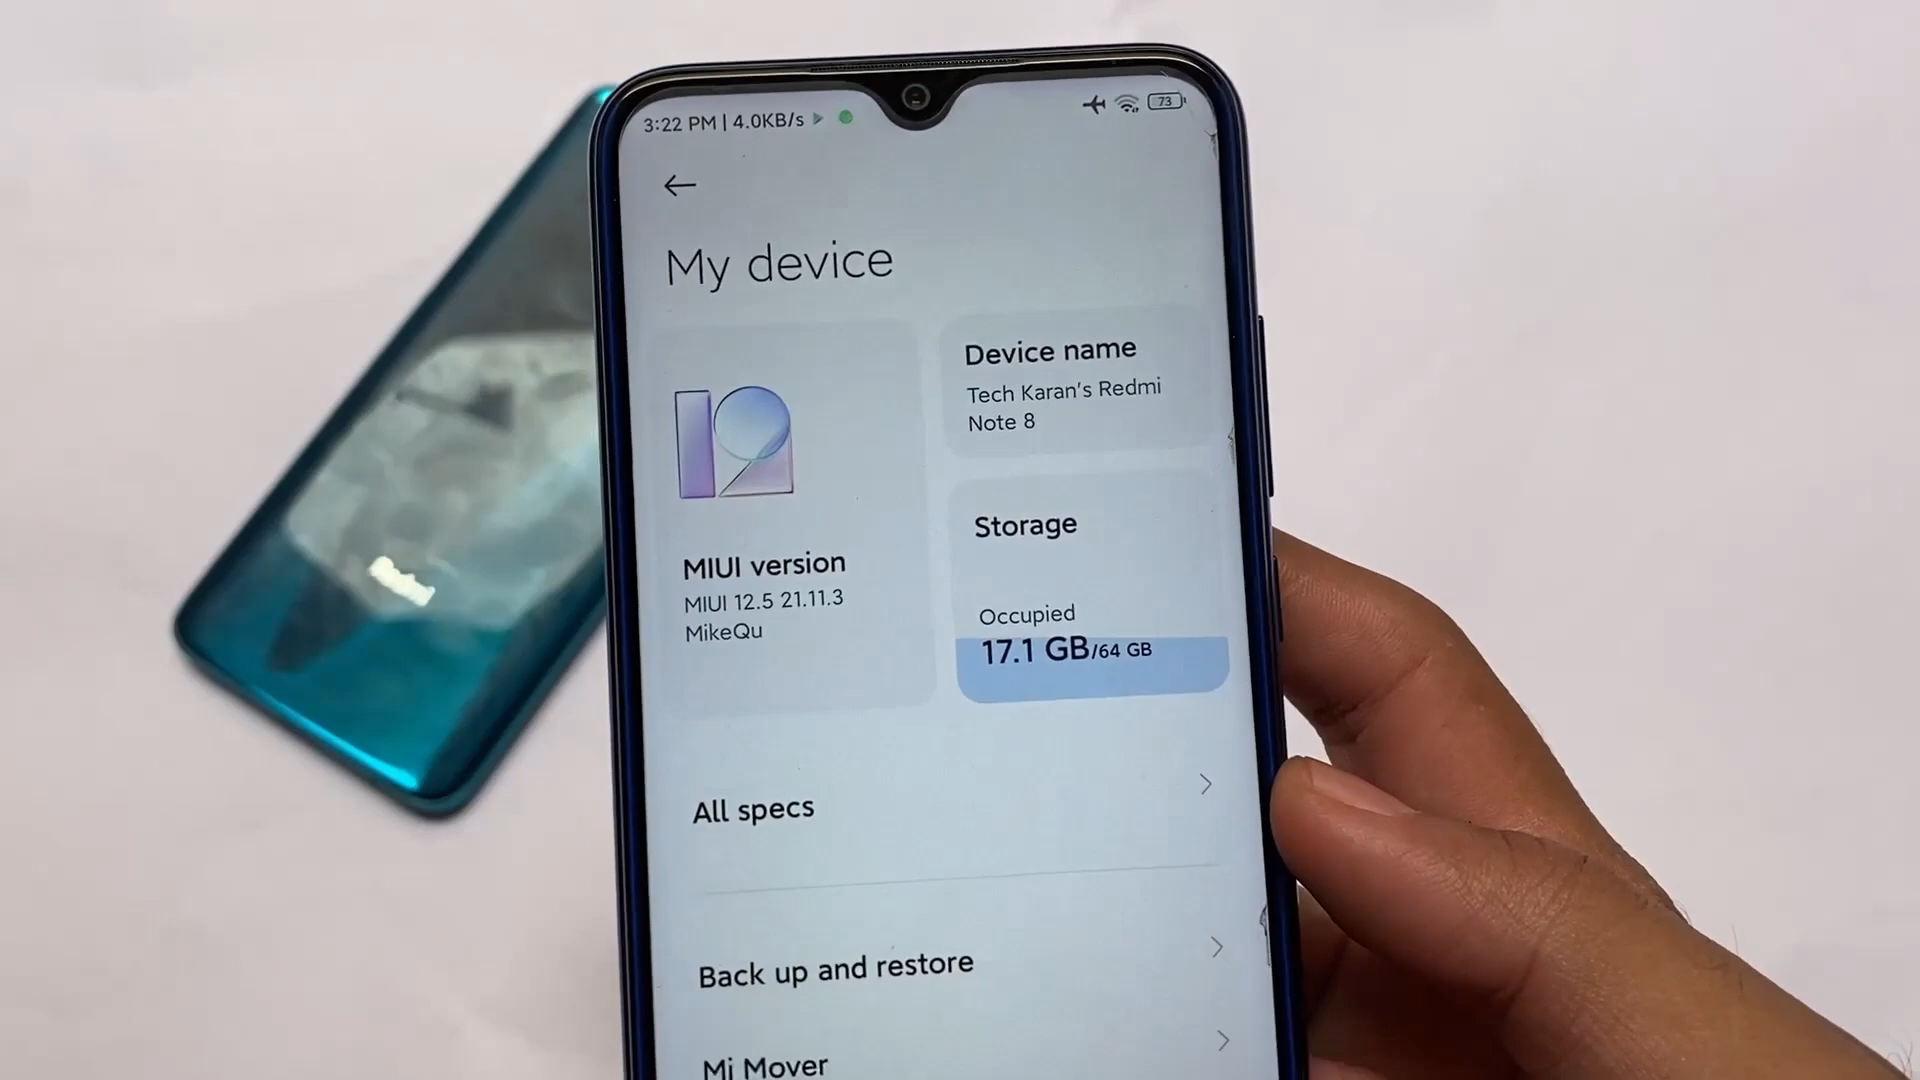 3:22 PM | 4.0KB/s
73
My device
Device name
Tech Karan's Redmi
Note 8
12
MIUI version
MIUI 12.5 21.11.3
MikeQu
Storage
Occupied
17.1 GB/64 GB
All specs
Back up and restore
Mi Mover